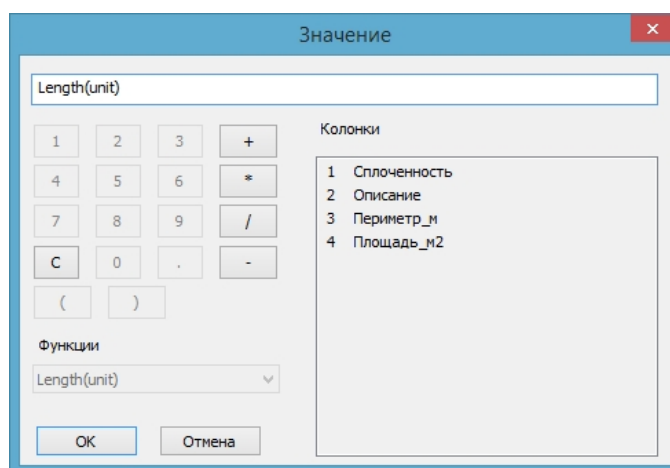 Значение
x
Length(unit)
1 2 3 +
4 5 6 *
7 8 9 /
C 0 . -
( )
Функции
Length(unit)
OK Отмена
Колонки
1 Сплоченность
2 Описание
3 Периметр_м
4 Площадь_м2